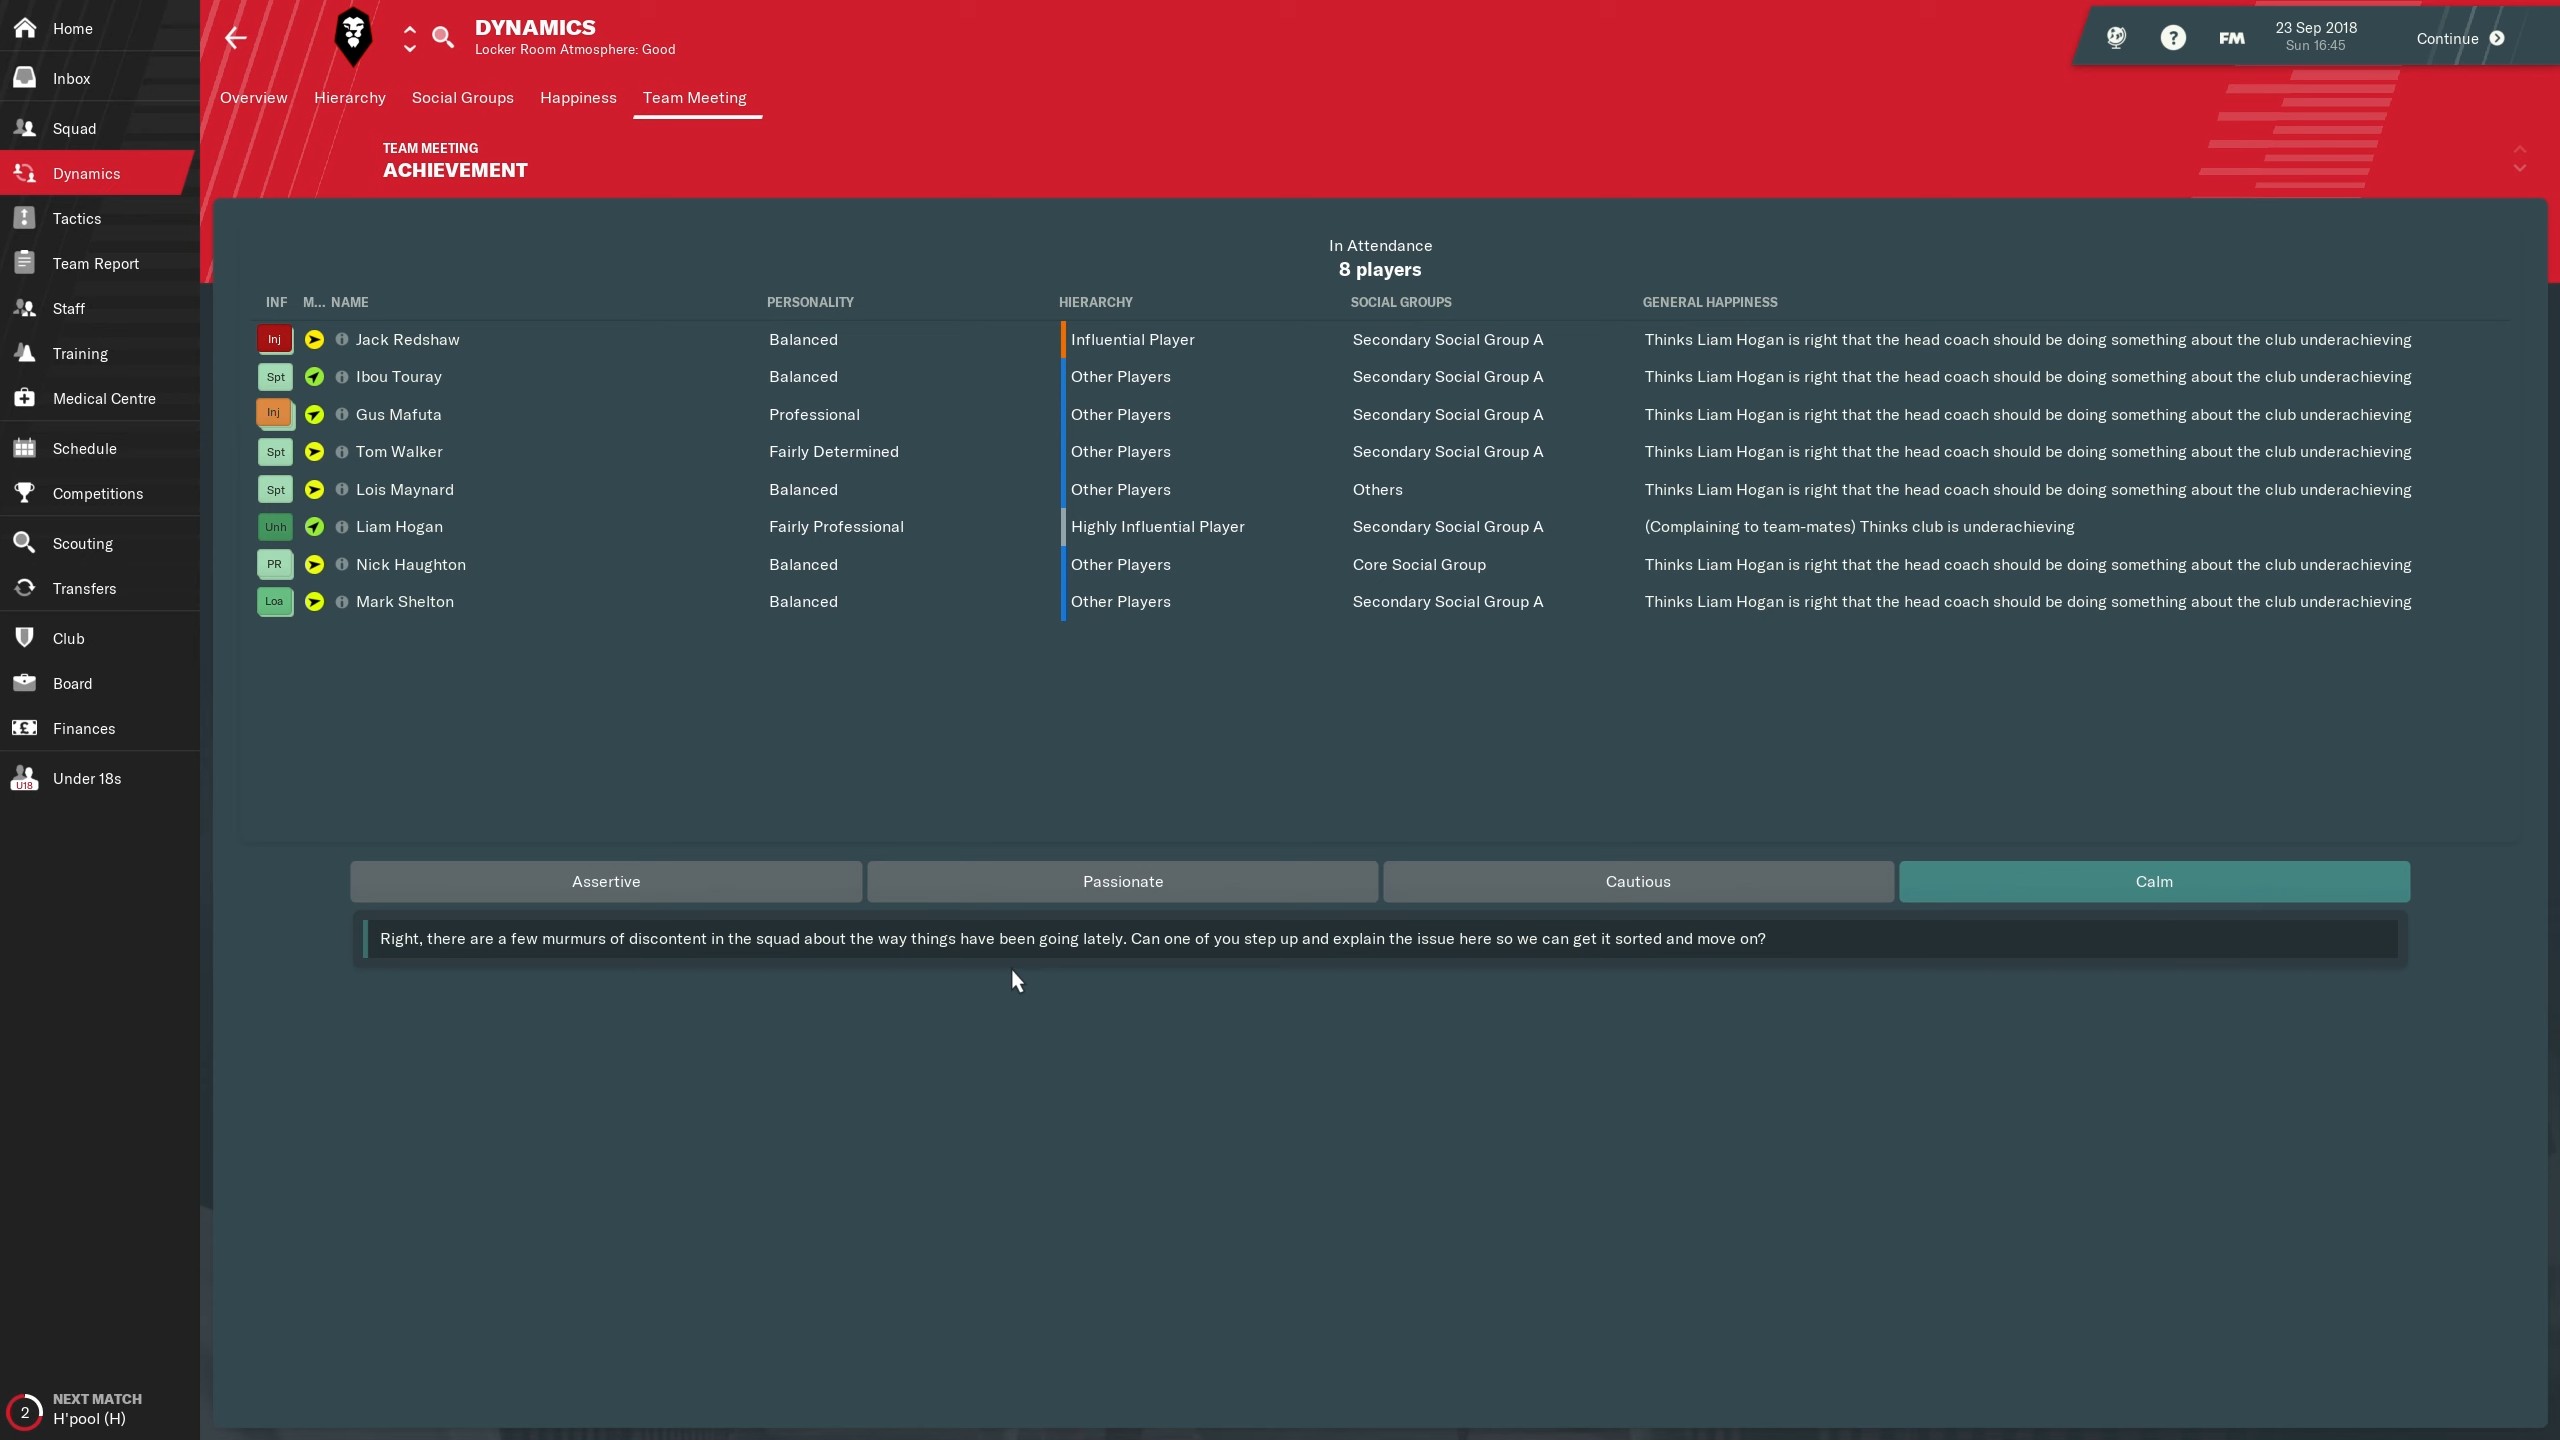 Home
Inbox
Squad
Dynamics
Tactics
Team Report
Staff
Training
Medical Centre
Schedule
Competitions
Scouting
Transfers
Club
Board
Finances
U18
Under 18s
2
NEXT MATCH
H'pool (H)
DYNAMICS
Locker Room Atmosphere: Good
?
FM
23 Sep 2018
Sun 16:45
Continue
Overview Hierarchy Social Groups Happiness Team Meeting
TEAM MEETING
ACHIEVEMENT
In Attendance
8 players
INF M... NAME PERSONALITY HIERARCHY SOCIAL GROUPS GENERAL HAPPINESS
Inj Jack Redshaw Balanced Influential Player Secondary Social Group A Thinks Liam Hogan is right that the head coach should be doing something about the club underachieving
Spt Ibou Touray Balanced Other Players Secondary Social Group A Thinks Liam Hogan is right that the head coach should be doing something about the club underachieving
Inj Gus Mafuta Professional Other Players Secondary Social Group A Thinks Liam Hogan is right that the head coach should be doing something about the club underachieving
Spt Tom Walker Fairly Determined Other Players Secondary Social Group A Thinks Liam Hogan is right that the head coach should be doing something about the club underachieving
Spt Lois Maynard Balanced Other Players Others Thinks Liam Hogan is right that the head coach should be doing something about the club underachieving
Unh Liam Hogan Fairly Professional Highly Influential Player Secondary Social Group A (Complaining to team-mates) Thinks club is underachieving
PR Nick Haughton Balanced Other Players Core Social Group Thinks Liam Hogan is right that the head coach should be doing something about the club underachieving
Loa Mark Shelton Balanced Other Players Secondary Social Group A Thinks Liam Hogan is right that the head coach should be doing something about the club underachieving
Assertive Passionate Cautious Calm
Right, there are a few murmurs of discontent in the squad about the way things have been going lately. Can one of you step up and explain the issue here so we can get it sorted and move on?